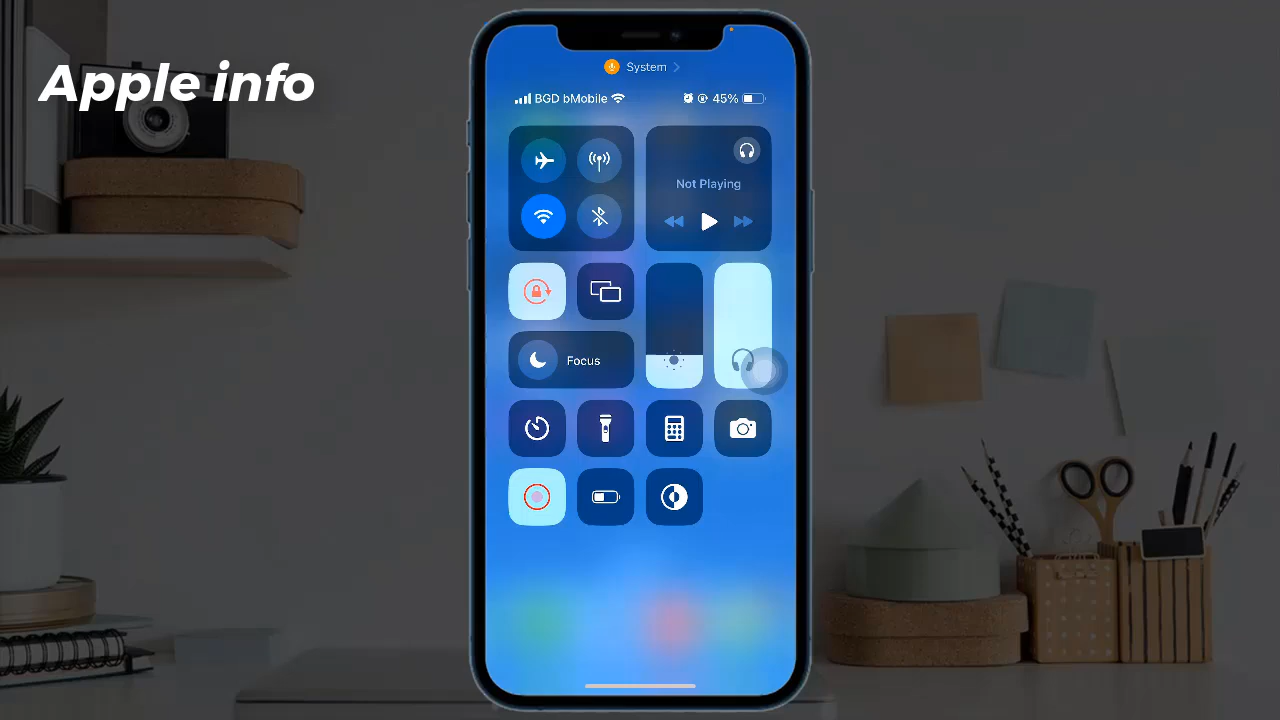 Apple info
System
BGD bMobile
45%
Not Playing
Focus